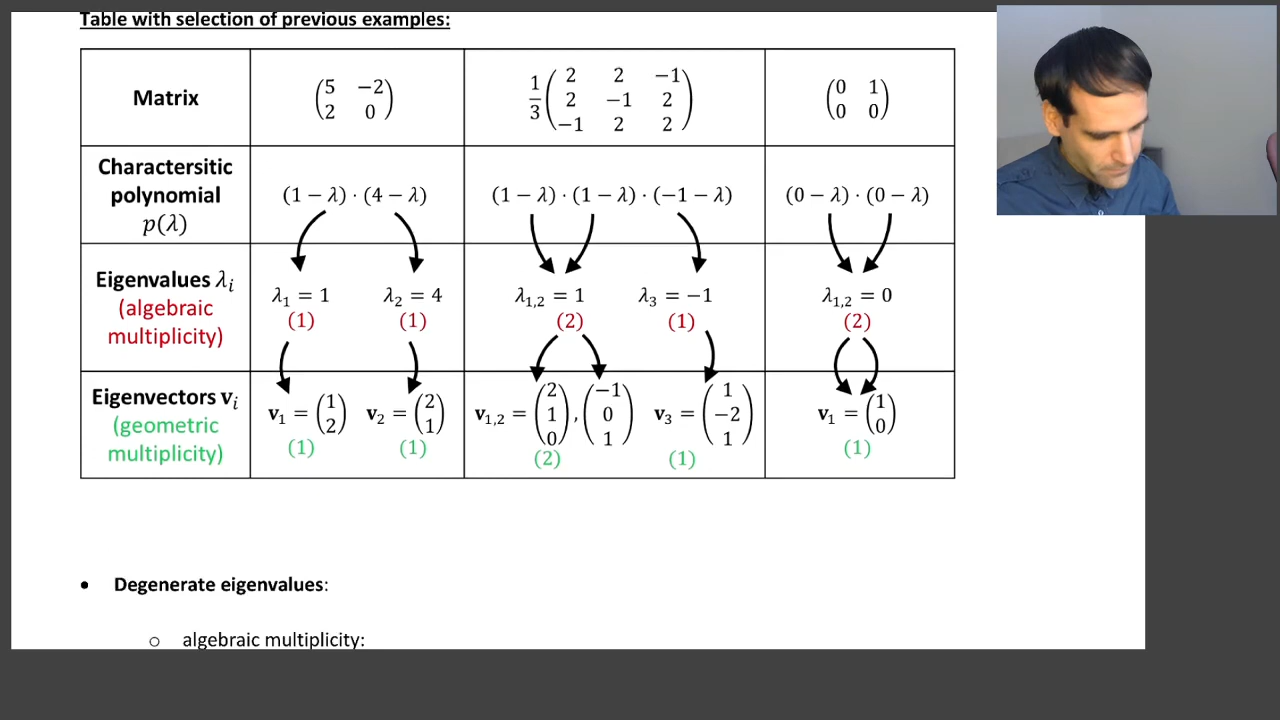 Table with selection of previous examples:
Matrix
(5 −2
2 0)
1/3 (2 2 −1
2 −1 2
−1 2 2)
(0 1
0 0)
Charactersitic
polynomial
p(λ)
(1 − λ) · (4 − λ)
(1 − λ) · (1 − λ) · (−1 − λ)
(0 − λ) · (0 − λ)
Eigenvalues λᵢ
(algebraic
multiplicity)
λ₁ = 1
(1)
λ₂ = 4
(1)
λ₁,₂ = 1
(2)
λ₃ = −1
(1)
λ₁,₂ = 0
(2)
Eigenvectors vᵢ
(geometric
multiplicity)
v₁ = (1
2)
(1)
v₂ = (2
1)
(1)
v₁,₂ = (2
1
0), (−1
0
1)
(2)
v₃ = (1
−2
1)
(1)
v₁ = (1
0)
(1)
• Degenerate eigenvalues:
o algebraic multiplicity: